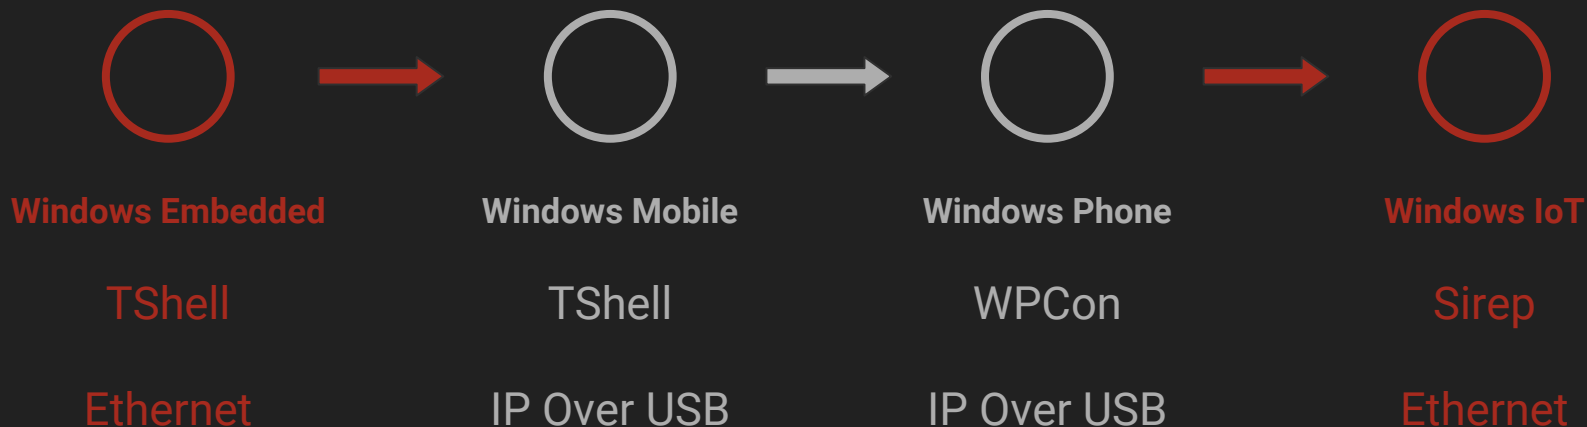 Windows Embedded
Windows Mobile
Windows Phone
Windows IoT
TShell
TShell
WPCon
Sirep
Ethernet
IP Over USB
IP Over USB
Ethernet